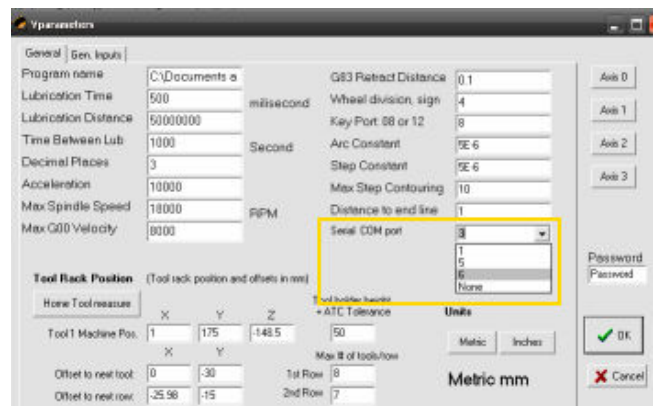 Vparameters
General Gen. Inputs
Program name C:\Documents a G83 Retract Distance 0.1 Axis 0
Lubrication Time 500 milisecond Wheel division, sign 4
Lubrication Distance 50000000 Key Port: 08 or 12 8 Axis 1
Time Between Lub 1000 Second Arc Constant 5E-6 Axis 2
Decimal Places 3 Step Constant 5E-6
Acceleration 10000 Max Step Contouring 10 Axis 3
Max Spindle Speed 18000 RPM Distance to end line 1
Max G00 Velocity 8000 Serial COM port 3
1
5
6
None
Password
Password
Tool Rack Position (Tool rack position and offsets in mm)
Home Tool measure Tool holder height
X Y Z + ATC Tolerance Units
Tool1 Machine Pos. 1 175 -148.5 50 Metric Inches OK
X Y Max # of tools/row
Offset to next tool: 0 -30 1st Row 8 Metric mm Cancel
Offset to next row: -25.98 -15 2nd Row 7